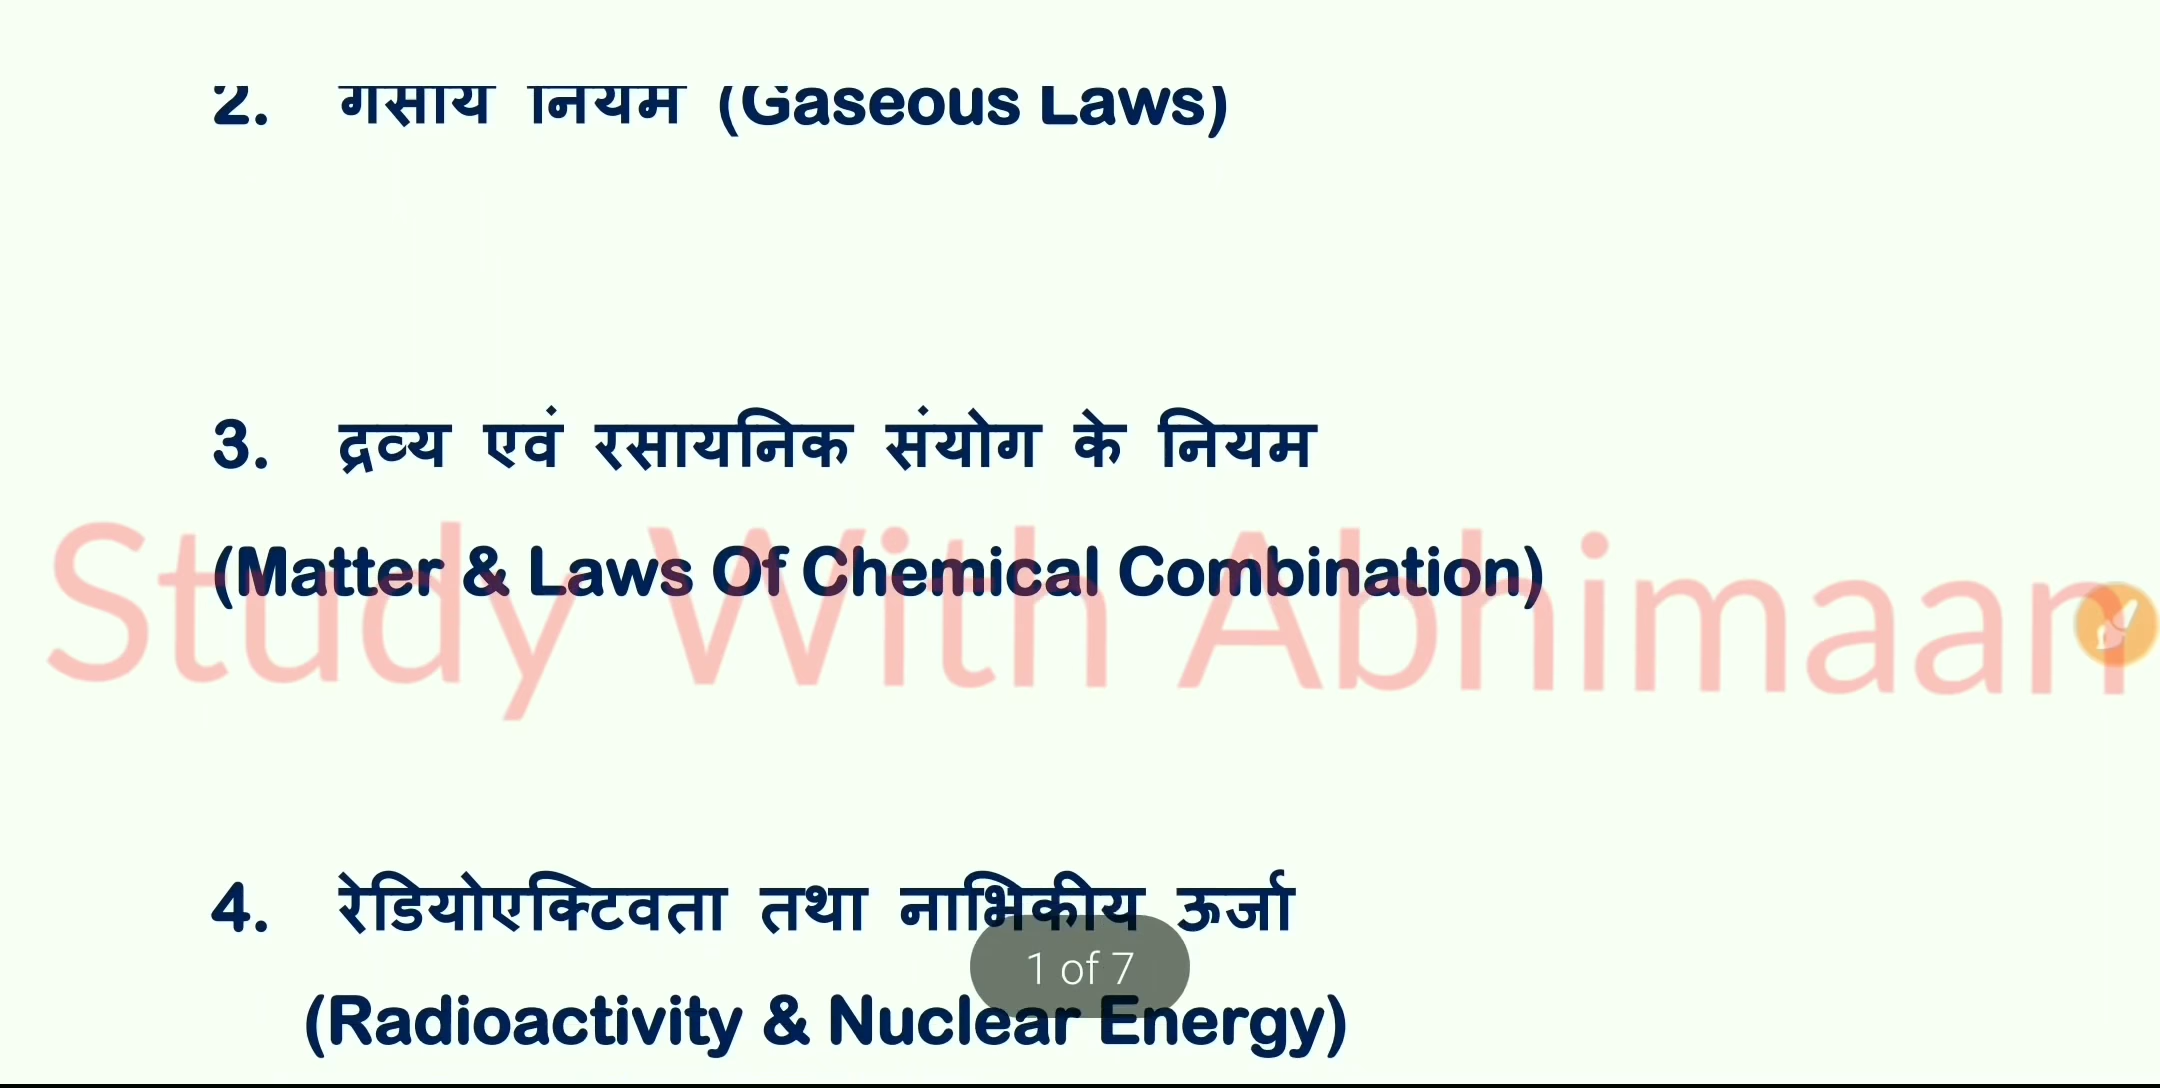 2. गैसीय नियम (Gaseous Laws)
3. द्रव्य एवं रसायनिक संयोग के नियम
(Matter & Laws Of Chemical Combination)
Study With Abhimaan
4. रेडियोएक्टिवता तथा नाभिकीय ऊर्जा
1 of 7
(Radioactivity & Nuclear Energy)